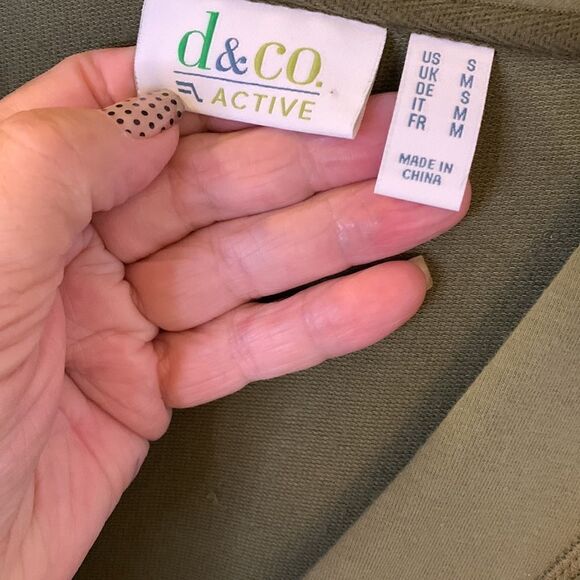 d&co.
ACTIVE
US S
UK M
DE S
IT M
FR M
MADE IN
CHINA